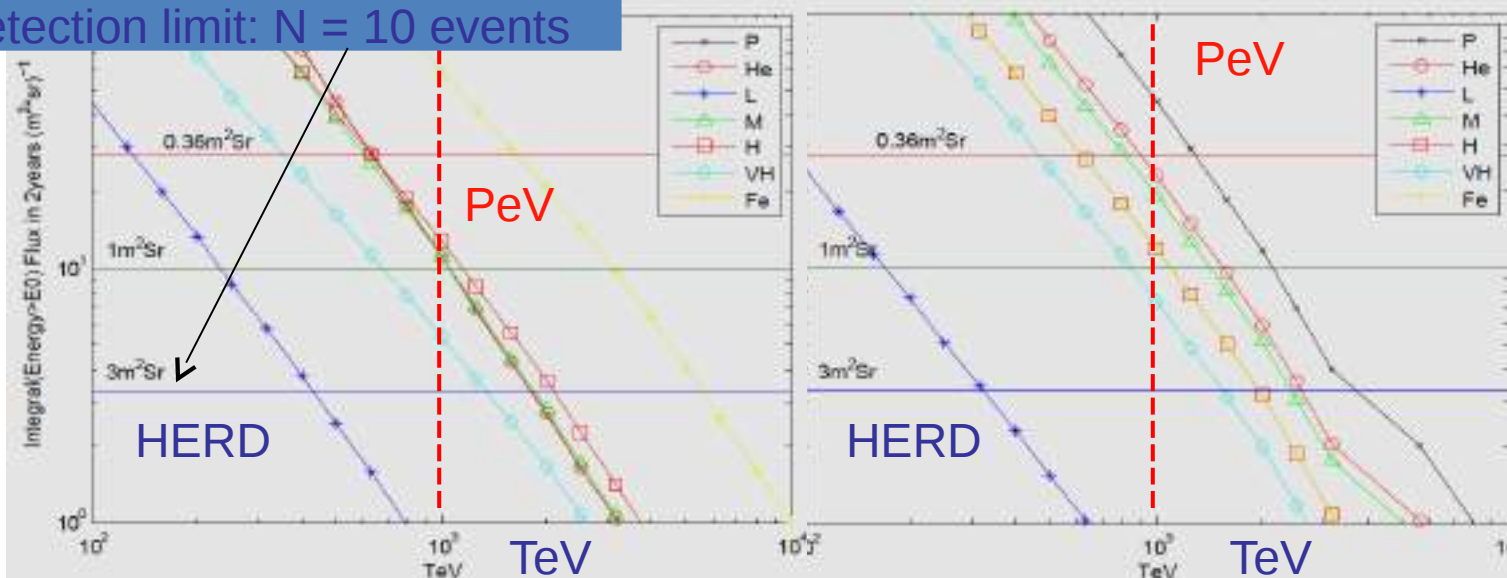 etection limit: N = 10 events
Integral(Energy>E0) Flux in 2years (m²*sr)⁻¹
P
He
L
M
H
VH
Fe
0.36m²Sr
PeV
1m²Sr
10¹
3m²Sr
HERD
10⁰
10²
10³
TeV
TeV
P
He
L
M
H
VH
Fe
PeV
0.36m²Sr
1m²Sr
3m²Sr
HERD
10³
TeV
TeV